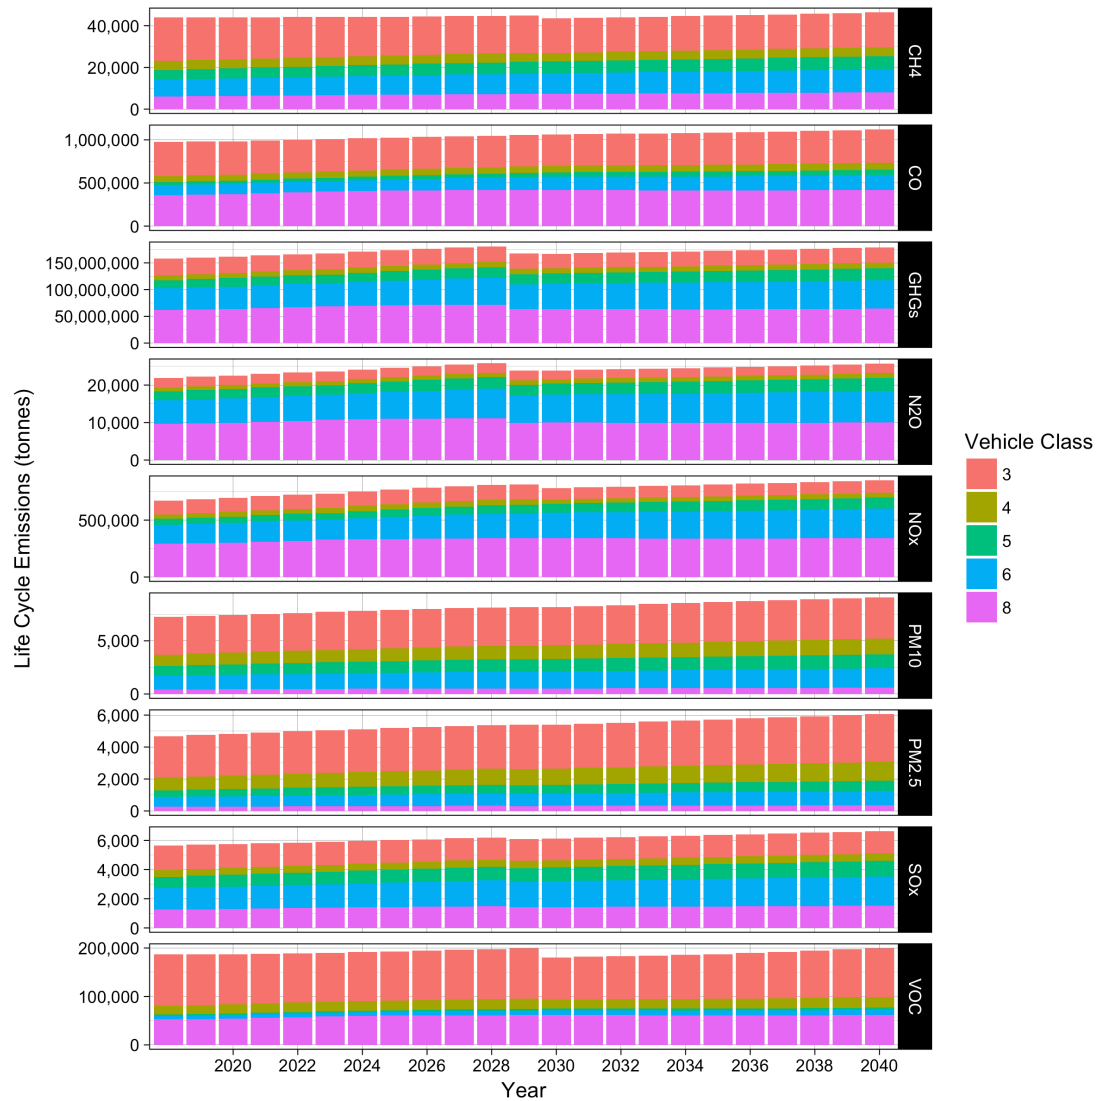 40,000
20,000
0
CH4
1,000,000
500,000
0
CO
150,000,000
100,000,000
50,000,000
0
GHGs
20,000
10,000
0
N2O
500,000
0
NOx
5,000
0
PM10
6,000
4,000
2,000
0
PM2.5
6,000
4,000
2,000
0
SOx
200,000
100,000
0
VOC
2020 2022 2024 2026 2028 2030 2032 2034 2036 2038 2040
Year
Life Cycle Emissions (tonnes)
Vehicle Class
3
4
5
6
8